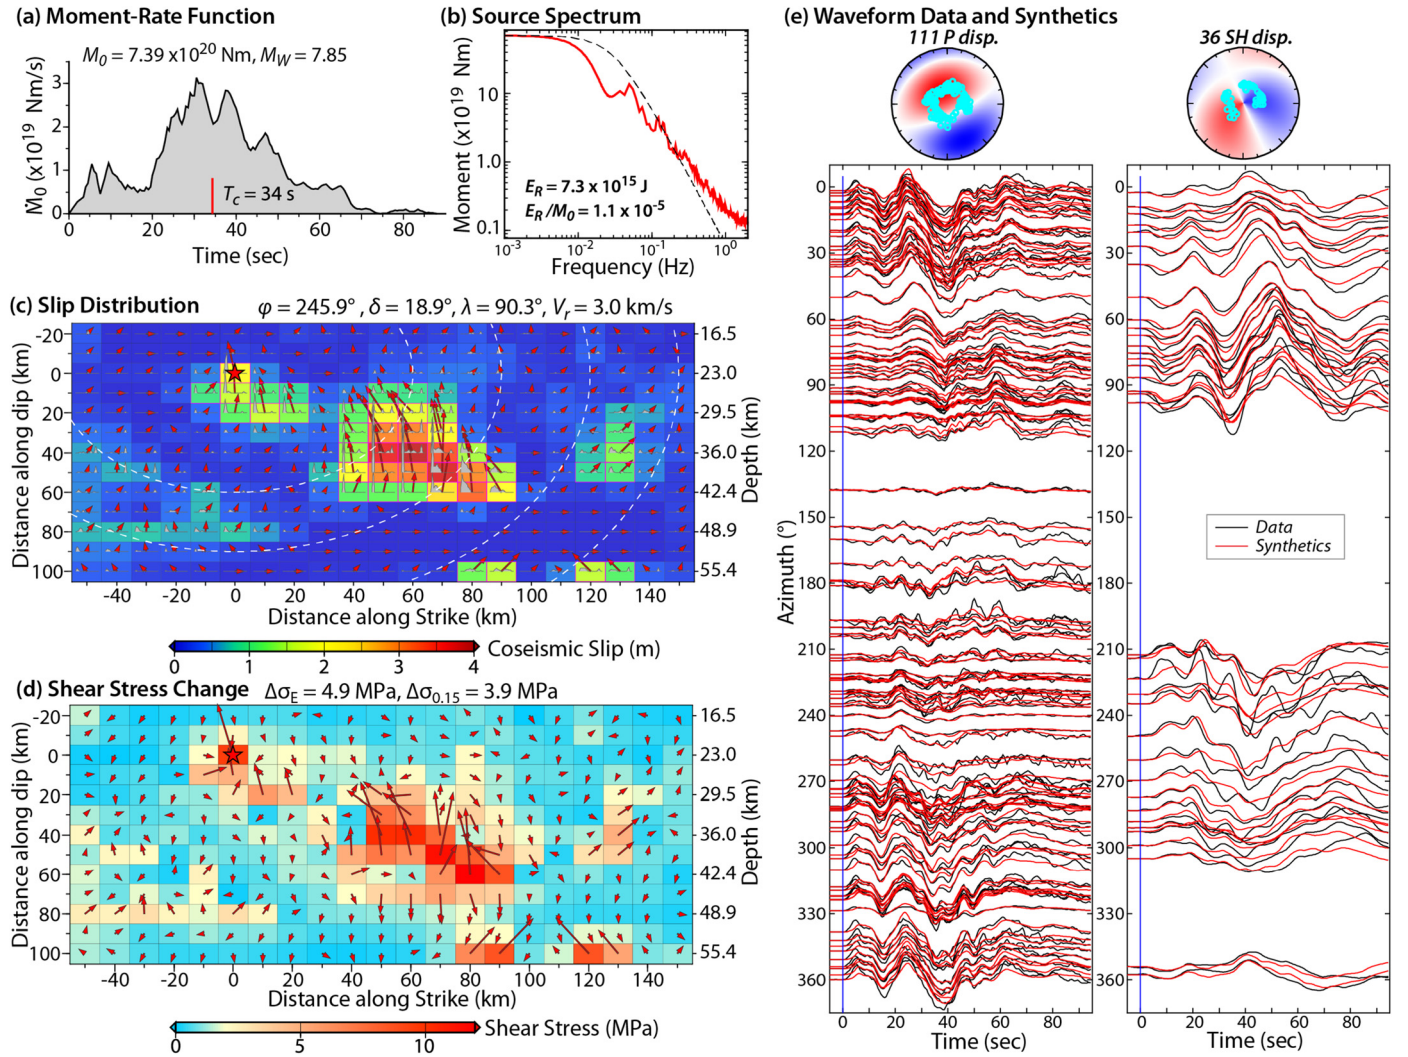 (a) Moment-Rate Function
M0 = 7.39 x10^20 Nm, MW = 7.85
Ṁ0 (x10^19 Nm/s)
3
2
1
0
Tc = 34 s
0 20 40 60 80
Time (sec)
(b) Source Spectrum
Moment (x10^19 Nm)
10
1.0
0.1
ER = 7.3 x 10^15 J
ER/M0 = 1.1 x 10^-5
10^-3 10^-2 10^-1 10^0
Frequency (Hz)
(c) Slip Distribution
φ = 245.9° , δ = 18.9°, λ = 90.3°, Vr = 3.0 km/s
Distance along dip (km)
-20
0
20
40
60
80
100
16.5
23.0
29.5
36.0
42.4
48.9
55.4
Depth (km)
-40 -20 0 20 40 60 80 100 120 140
Distance along Strike (km)
0 1 2 3 4
Coseismic Slip (m)
(d) Shear Stress Change
ΔσE = 4.9 MPa, Δσ0.15 = 3.9 MPa
Distance along dip (km)
-20
0
20
40
60
80
100
16.5
23.0
29.5
36.0
42.4
48.9
55.4
Depth (km)
-40 -20 0 20 40 60 80 100 120 140
Distance along Strike (km)
0 5 10
Shear Stress (MPa)
(e) Waveform Data and Synthetics
111 P disp.
36 SH disp.
Azimuth (°)
0
30
60
90
120
150
180
210
240
270
300
330
360
0 20 40 60 80
Time (sec)
0
30
60
90
120
150
180
210
240
270
300
330
360
Data
Synthetics
0 20 40 60 80
Time (sec)